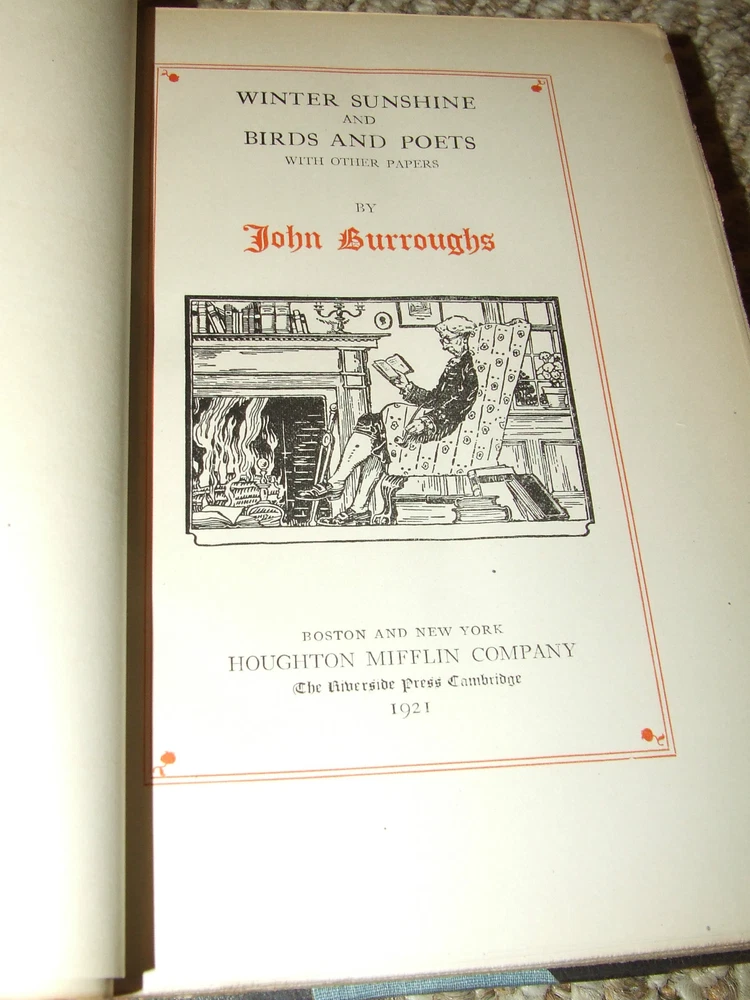 WINTER SUNSHINE
AND
BIRDS AND POETS
WITH OTHER PAPERS
BY
John Burroughs
BOSTON AND NEW YORK
HOUGHTON MIFFLIN COMPANY
The Riverside Press Cambridge
1921